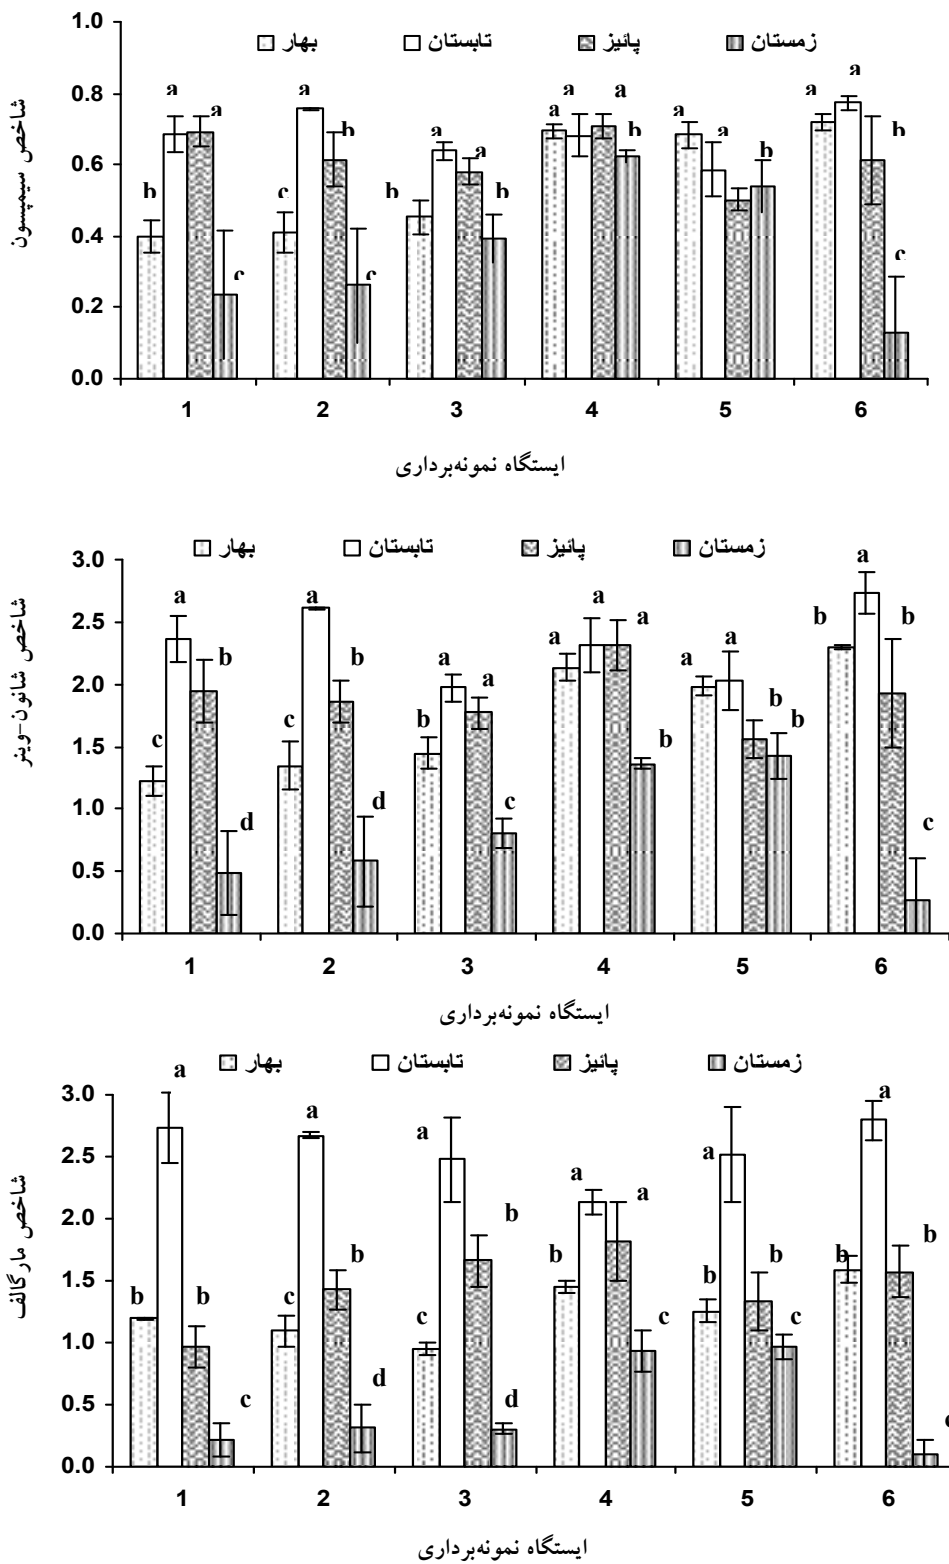 شاخص سیمپسون
بهار تابستان پائیز زمستان
1.0
0.8
0.6
0.4
0.2
0.0
b a a c
c a b c
b a a b
a a a b
a a b
a a b c
1 2 3 4 5 6
ایستگاه نمونه‌برداری
شاخص شانون-وینر
بهار تابستان پائیز زمستان
3.0
2.5
2.0
1.5
1.0
0.5
0.0
c a b d
c a b d
b a a c
a a a b
a a b b
b a b c
1 2 3 4 5 6
ایستگاه نمونه‌برداری
شاخص مارگالف
بهار تابستان پائیز زمستان
3.0
2.5
2.0
1.5
1.0
0.5
0.0
b a b c
c a b d
c a b d
b a a c
b a b c
b a b
1 2 3 4 5 6
ایستگاه نمونه‌برداری